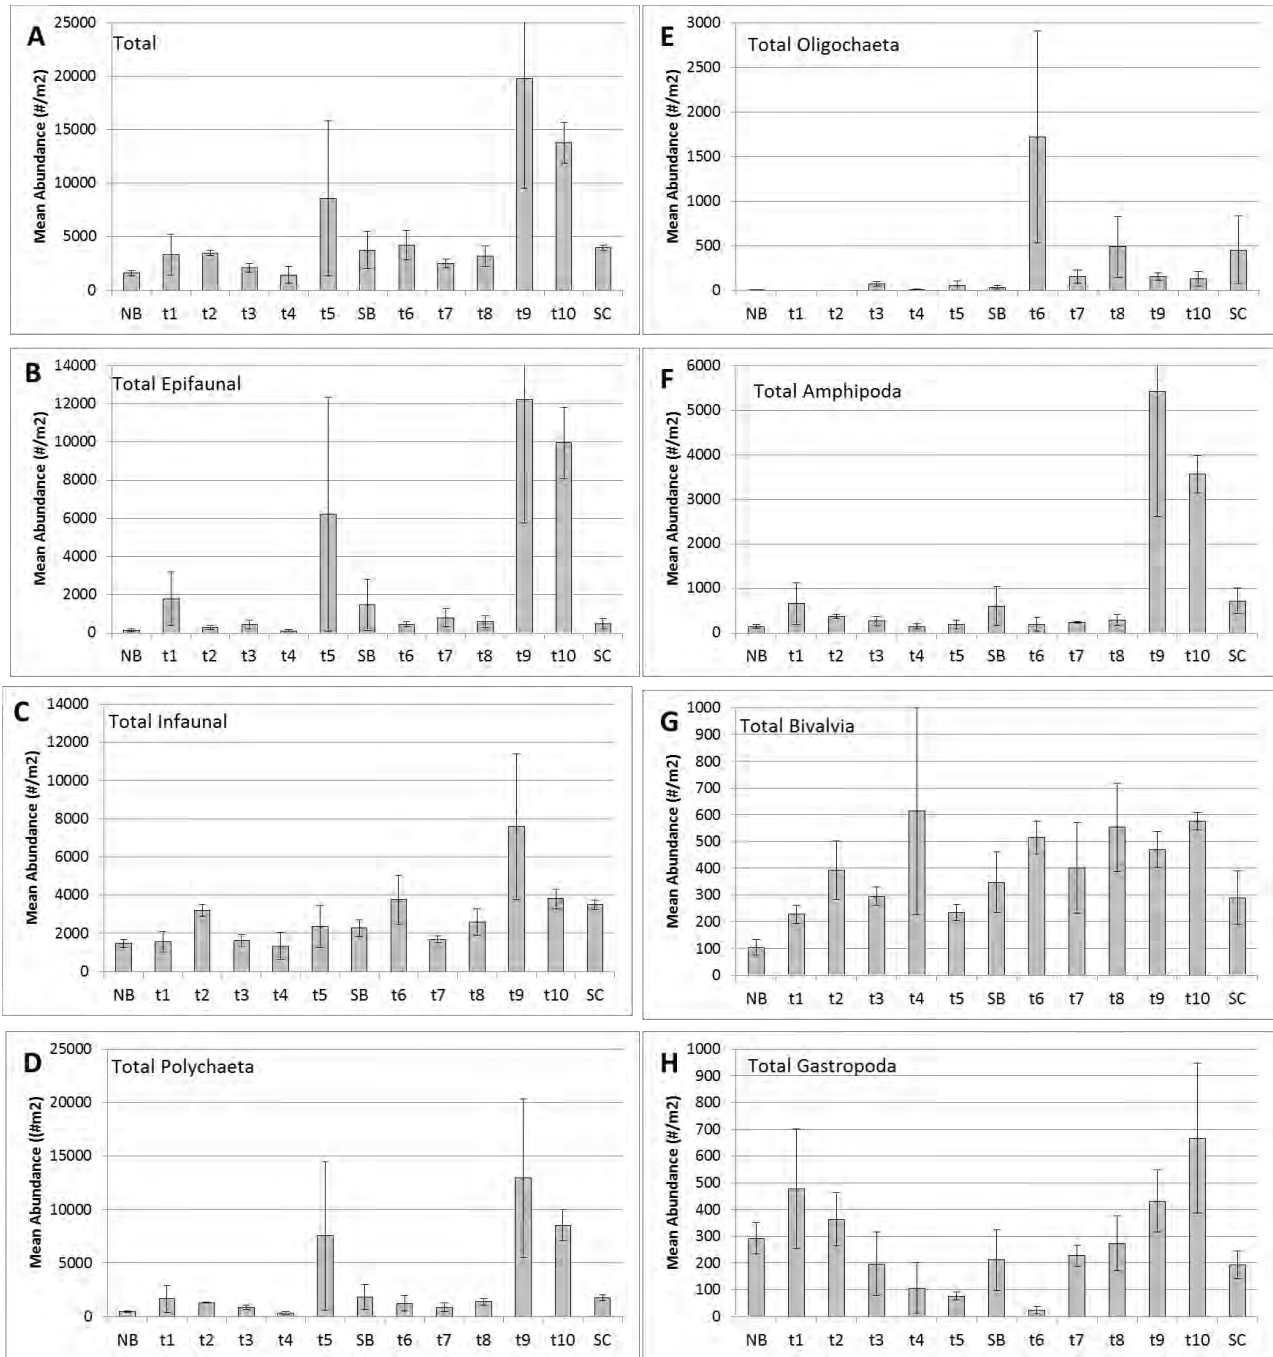 A
Total
Mean Abundance (#/m2)
25000
20000
15000
10000
5000
0
NB t1 t2 t3 t4 t5 SB t6 t7 t8 t9 t10 SC
E
Total Oligochaeta
Mean Abundance (#/m2)
3000
2500
2000
1500
1000
500
0
NB t1 t2 t3 t4 t5 SB t6 t7 t8 t9 t10 SC
B
Total Epifaunal
Mean Abundance (#/m2)
14000
12000
10000
8000
6000
4000
2000
0
NB t1 t2 t3 t4 t5 SB t6 t7 t8 t9 t10 SC
F
Total Amphipoda
Mean Abundance (#/m2)
6000
5000
4000
3000
2000
1000
0
NB t1 t2 t3 t4 t5 SB t6 t7 t8 t9 t10 SC
C
Total Infaunal
Mean Abundance (#/m2)
14000
12000
10000
8000
6000
4000
2000
0
NB t1 t2 t3 t4 t5 SB t6 t7 t8 t9 t10 SC
G
Total Bivalvia
Mean Abundance (#/m2)
1000
900
800
700
600
500
400
300
200
100
0
NB t1 t2 t3 t4 t5 SB t6 t7 t8 t9 t10 SC
D
Total Polychaeta
Mean Abundance ((#m2)
25000
20000
15000
10000
5000
0
NB t1 t2 t3 t4 t5 SB t6 t7 t8 t9 t10 SC
H
Total Gastropoda
Mean Abundance (#/m2)
1000
900
800
700
600
500
400
300
200
100
0
NB t1 t2 t3 t4 t5 SB t6 t7 t8 t9 t10 SC